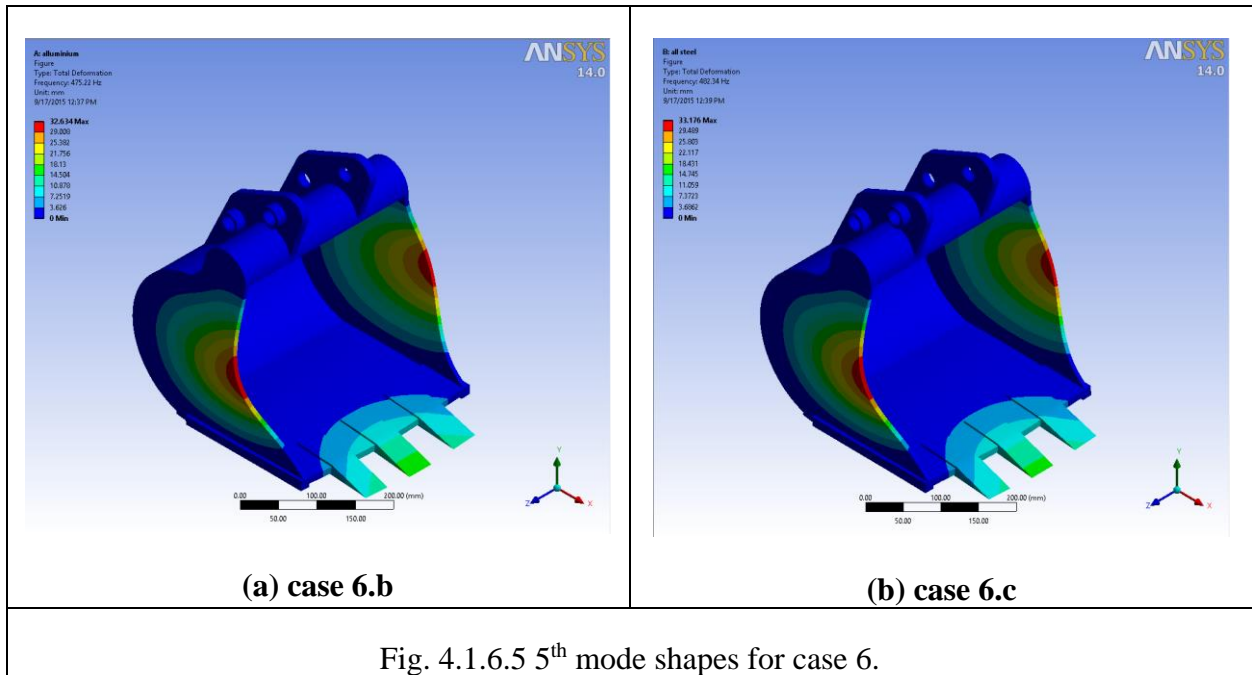 A: alluminium
Figure
Type: Total Deformation
Frequency: 475.22 Hz
Unit: mm
9/17/2015 12:37 PM
32.634 Max
29.008
25.382
21.756
18.13
14.504
10.878
7.2519
3.626
0 Min
ANSYS
14.0
0.00 100.00 200.00 (mm)
50.00 150.00
Y
Z
X
(a) case 6.b
B: all steel
Figure
Type: Total Deformation
Frequency: 482.34 Hz
Unit: mm
9/17/2015 12:39 PM
33.176 Max
29.489
25.803
22.117
18.431
14.745
11.059
7.3723
3.6862
0 Min
ANSYS
14.0
0.00 100.00 200.00 (mm)
50.00 150.00
Y
Z
X
(b) case 6.c
Fig. 4.1.6.5 5th mode shapes for case 6.